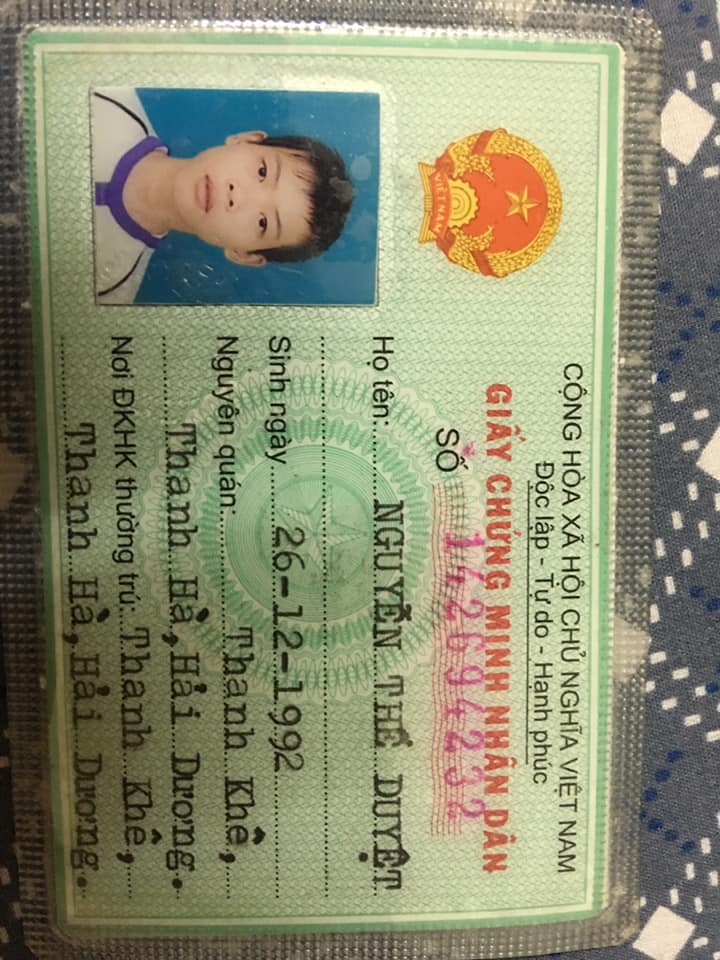 CỘNG HÒA XÃ HỘI CHỦ NGHĨA VIỆT NAM
Độc lập - Tự do - Hạnh phúc
GIẤY CHỨNG MINH NHÂN DÂN
SỐ 142694232
Họ tên: NGUYỄN THẾ DUYỆT
Sinh ngày 26-12-1992
Nguyên quán Thanh Khê,
Thanh Hà, Hải Dương.
Nơi ĐKHK thường trú: Thanh Khê,
Thanh Hà, Hải Dương.
VIỆT NAM